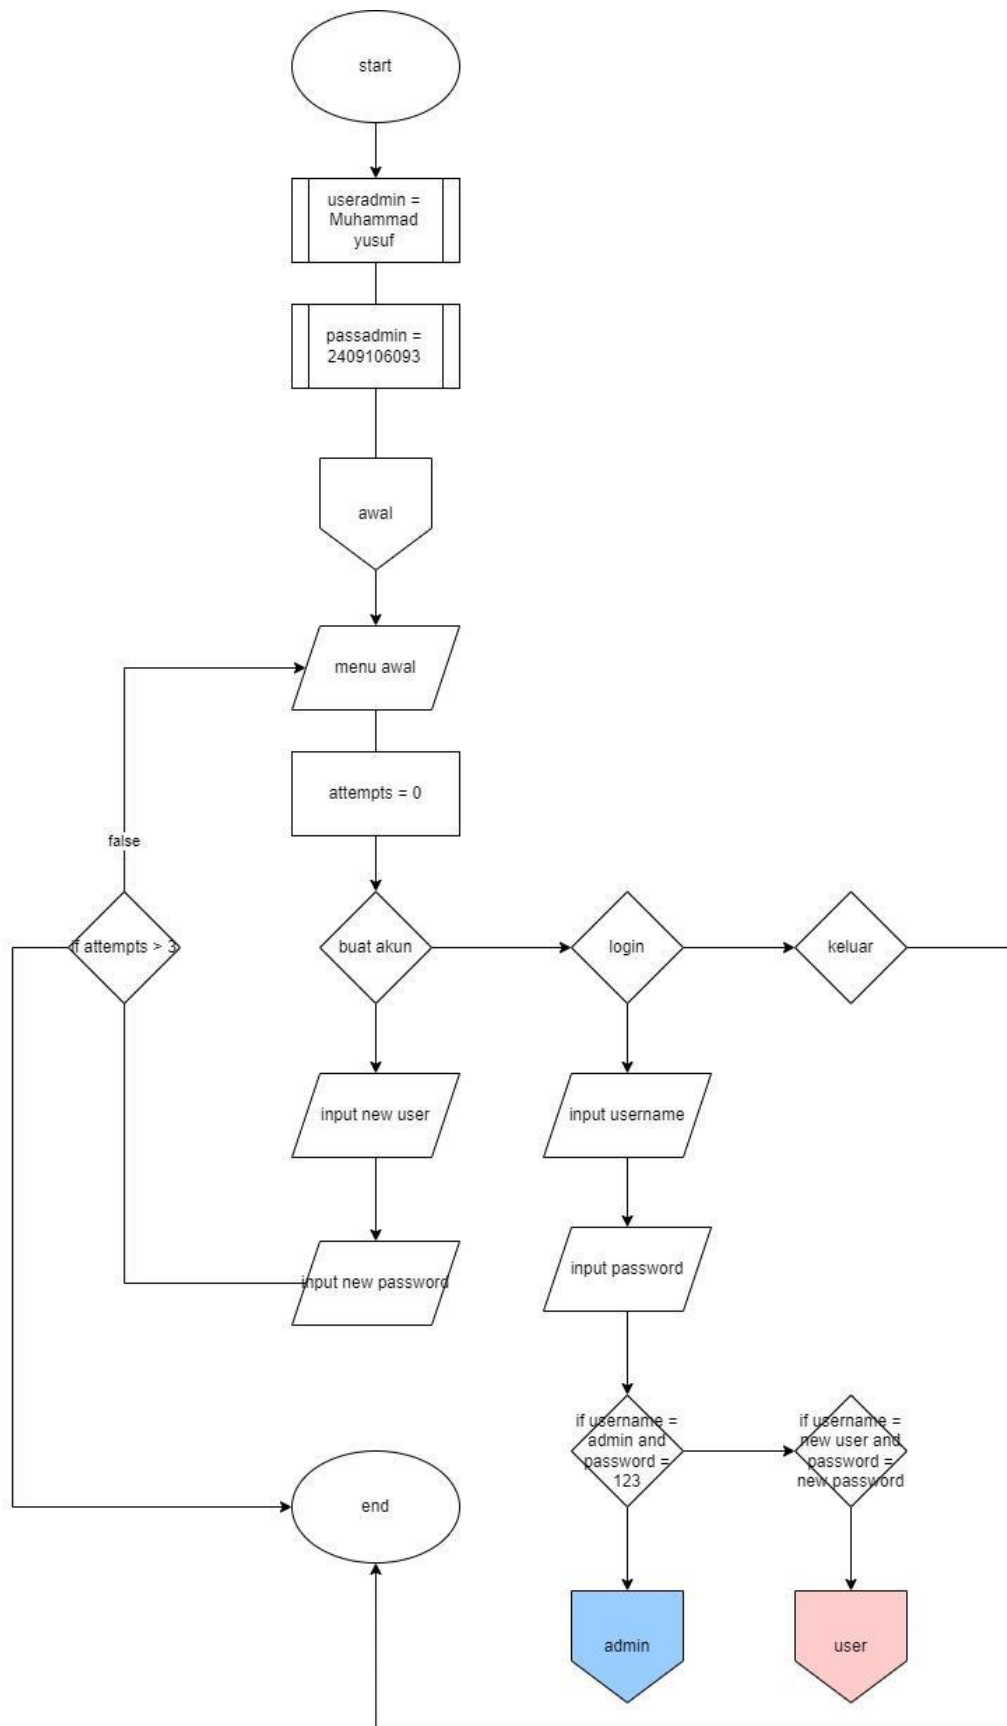 start
useradmin =
Muhammad
yusuf
passadmin =
2409106093
awal
menu awal
attempts = 0
false
if attempts > 3
buat akun
login
keluar
input new user
input username
input new password
input password
if username =
admin and
password =
123
if username =
new user and
password =
new password
end
admin
user